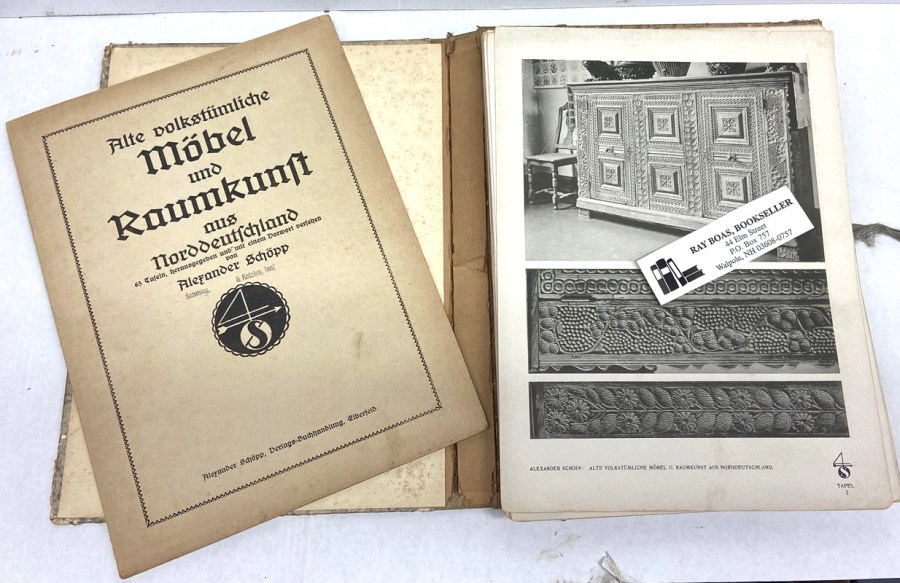 Alte volkstümliche
Möbel
und
Raumkunst
aus
Norddeutschland
65 Tafeln, herausgegeben und mit einem Vorwort versehen
von
Alexander Schöpp
Alexander Schöpp, Verlags-Buchhandlung, Elberfeld.
RAY BOAS, BOOKSELLER
44 Elm Street
P.O. Box 757
Walpole, NH 03608-0757
ALEXANDER SCHÖPP: ALTE VOLKSTÜMLICHE MÖBEL U. RAUMKUNST AUS NORDDEUTSCHLAND.
TAFEL